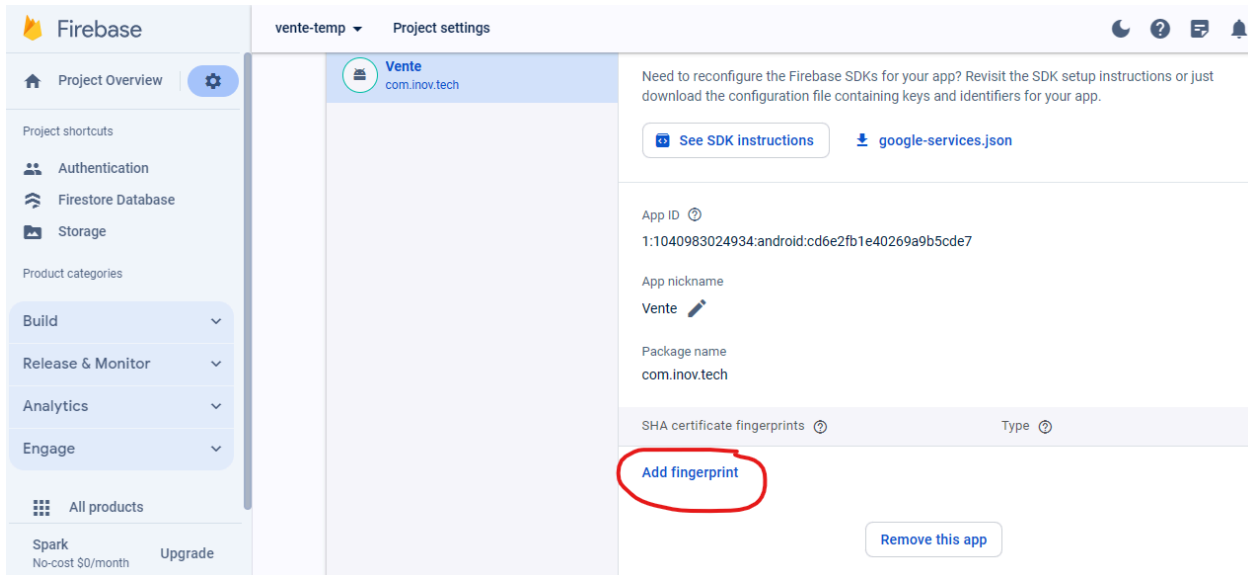 Firebase
vente-temp
Project settings
Project Overview
Project shortcuts
Authentication
Firestore Database
Storage
Product categories
Build
Release & Monitor
Analytics
Engage
All products
Spark
No-cost $0/month
Upgrade
Vente
com.inov.tech
Need to reconfigure the Firebase SDKs for your app? Revisit the SDK setup instructions or just
download the configuration file containing keys and identifiers for your app.
See SDK instructions
google-services.json
App ID
1:1040983024934:android:cd6e2fb1e40269a9b5cde7
App nickname
Vente
Package name
com.inov.tech
SHA certificate fingerprints
Type
Add fingerprint
Remove this app